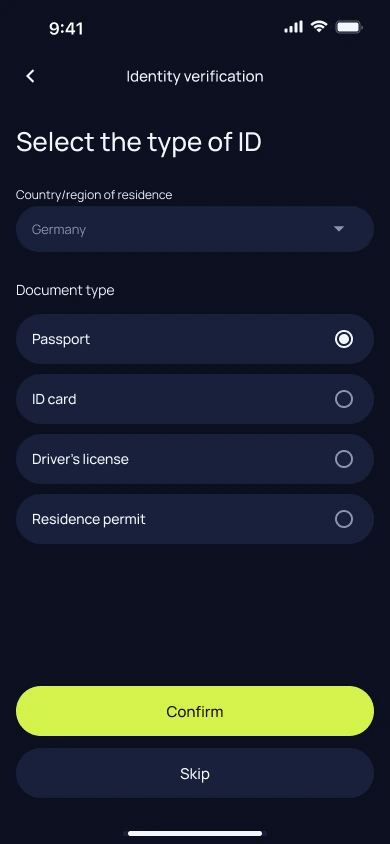 9:41
Identity verification
Select the type of ID
Country/region of residence
Germany
Document type
Passport
ID card
Driver's license
Residence permit
Confirm
Skip